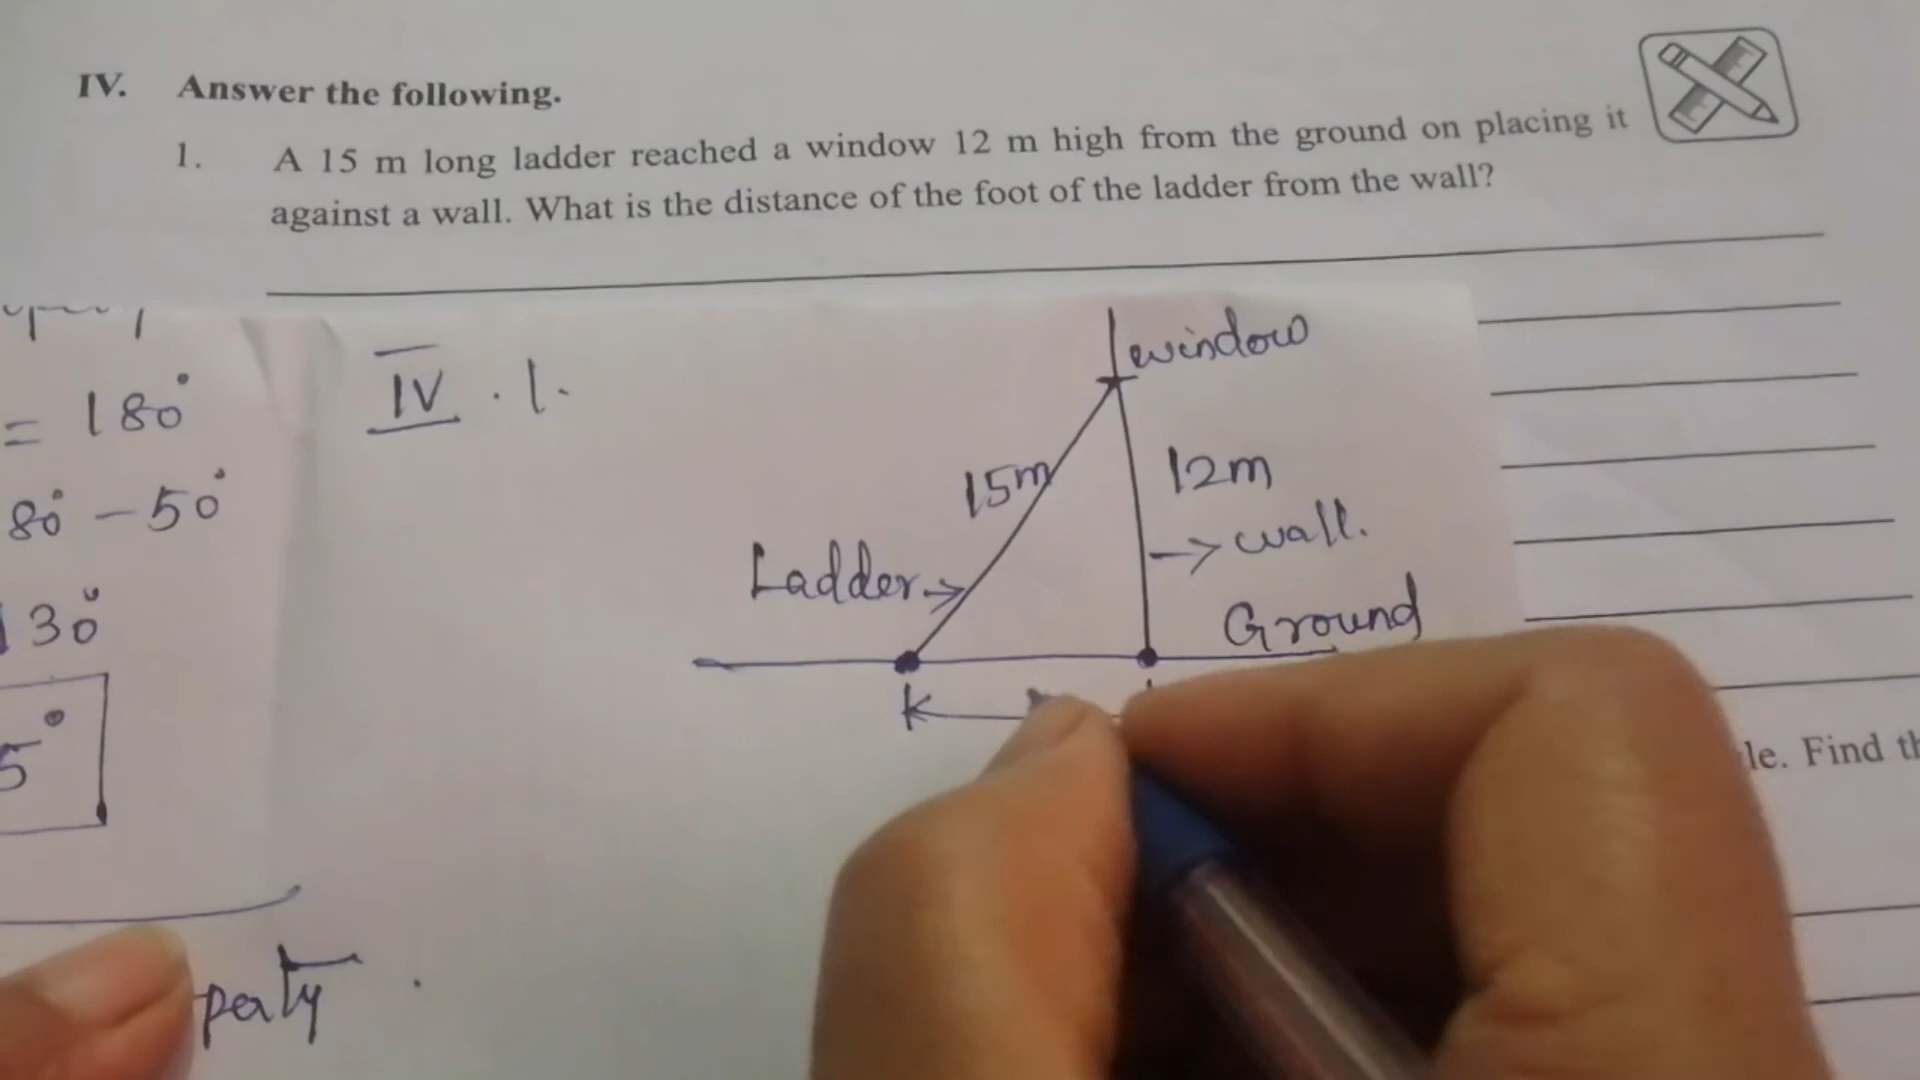 IV. Answer the following.
1. A 15 m long ladder reached a window 12 m high from the ground on placing it
against a wall. What is the distance of the foot of the ladder from the wall?
= 180°
80° - 50°
130°
5°
perty.
IV. 1.
window
15m
12m
→ wall.
Ladder →
Ground
le. Find